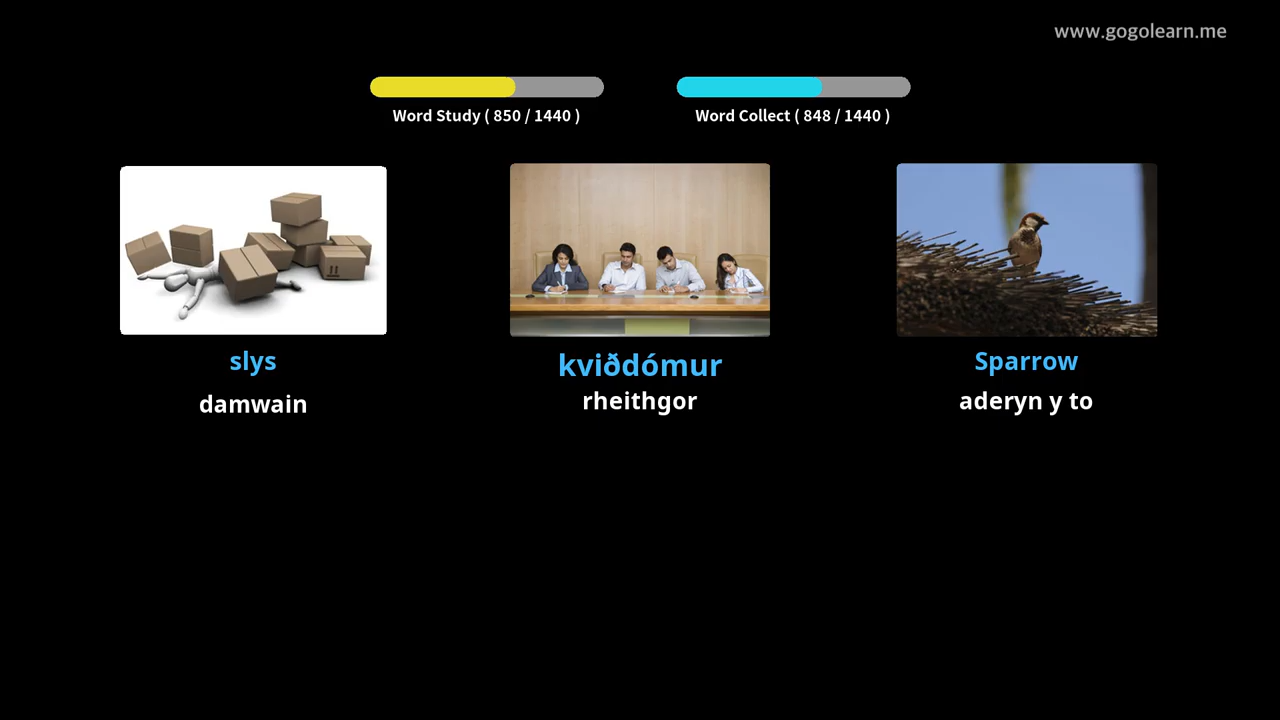 www.gogolearn.me
Word Study ( 850 / 1440 )
Word Collect ( 848 / 1440 )
slys
damwain
kviðdómur
rheithgor
Sparrow
aderyn y to